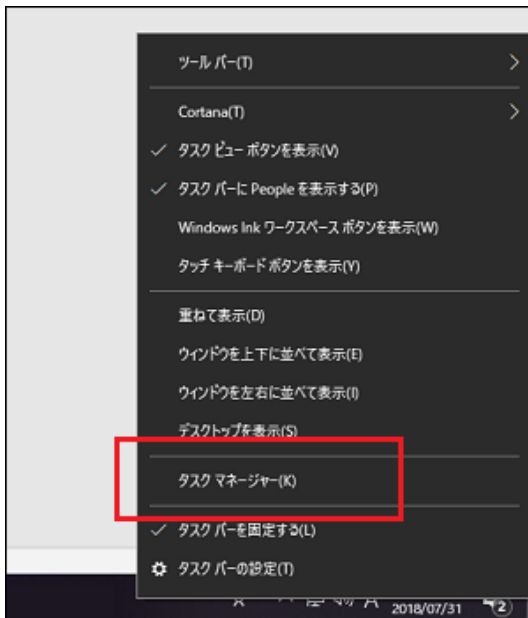 ツール バー(T)
Cortana(T)
タスク ビュー ボタンを表示(V)
タスク バーに People を表示する(P)
Windows Ink ワークスペース ボタンを表示(W)
タッチ キーボード ボタンを表示(Y)
重ねて表示(D)
ウィンドウを上下に並べて表示(E)
ウィンドウを左右に並べて表示(I)
デスクトップを表示(S)
タスク マネージャー(K)
タスク バーを固定する(L)
タスク バーの設定(T)
2018/07/31
2